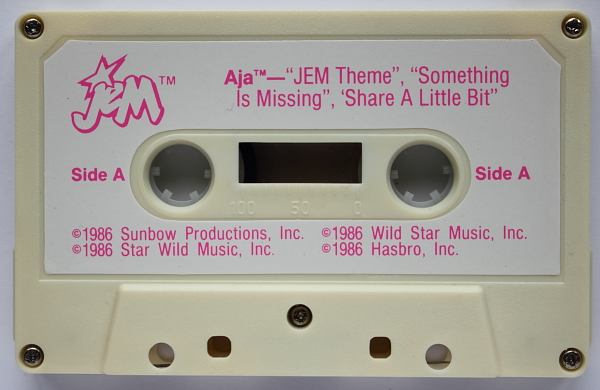 JEM™
Aja™—“JEM Theme”, “Something
Is Missing”, ‘Share A Little Bit”
Side A
Side A
100 50 0
©1986 Sunbow Productions, Inc. ©1986 Wild Star Music, Inc.
©1986 Star Wild Music, Inc. ©1986 Hasbro, Inc.